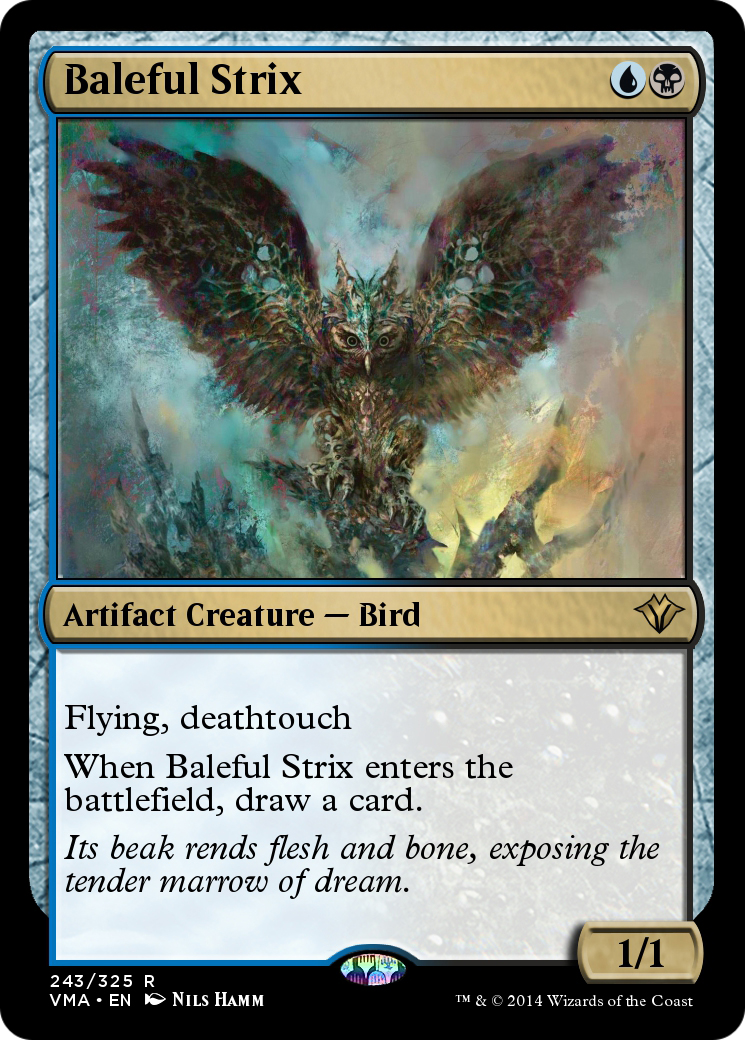 Baleful Strix
Artifact Creature — Bird
Flying, deathtouch
When Baleful Strix enters the
battlefield, draw a card.
Its beak rends flesh and bone, exposing the
tender marrow of dream.
1/1
243/325 R
VMA • EN Nils Hamm
™ & © 2014 Wizards of the Coast